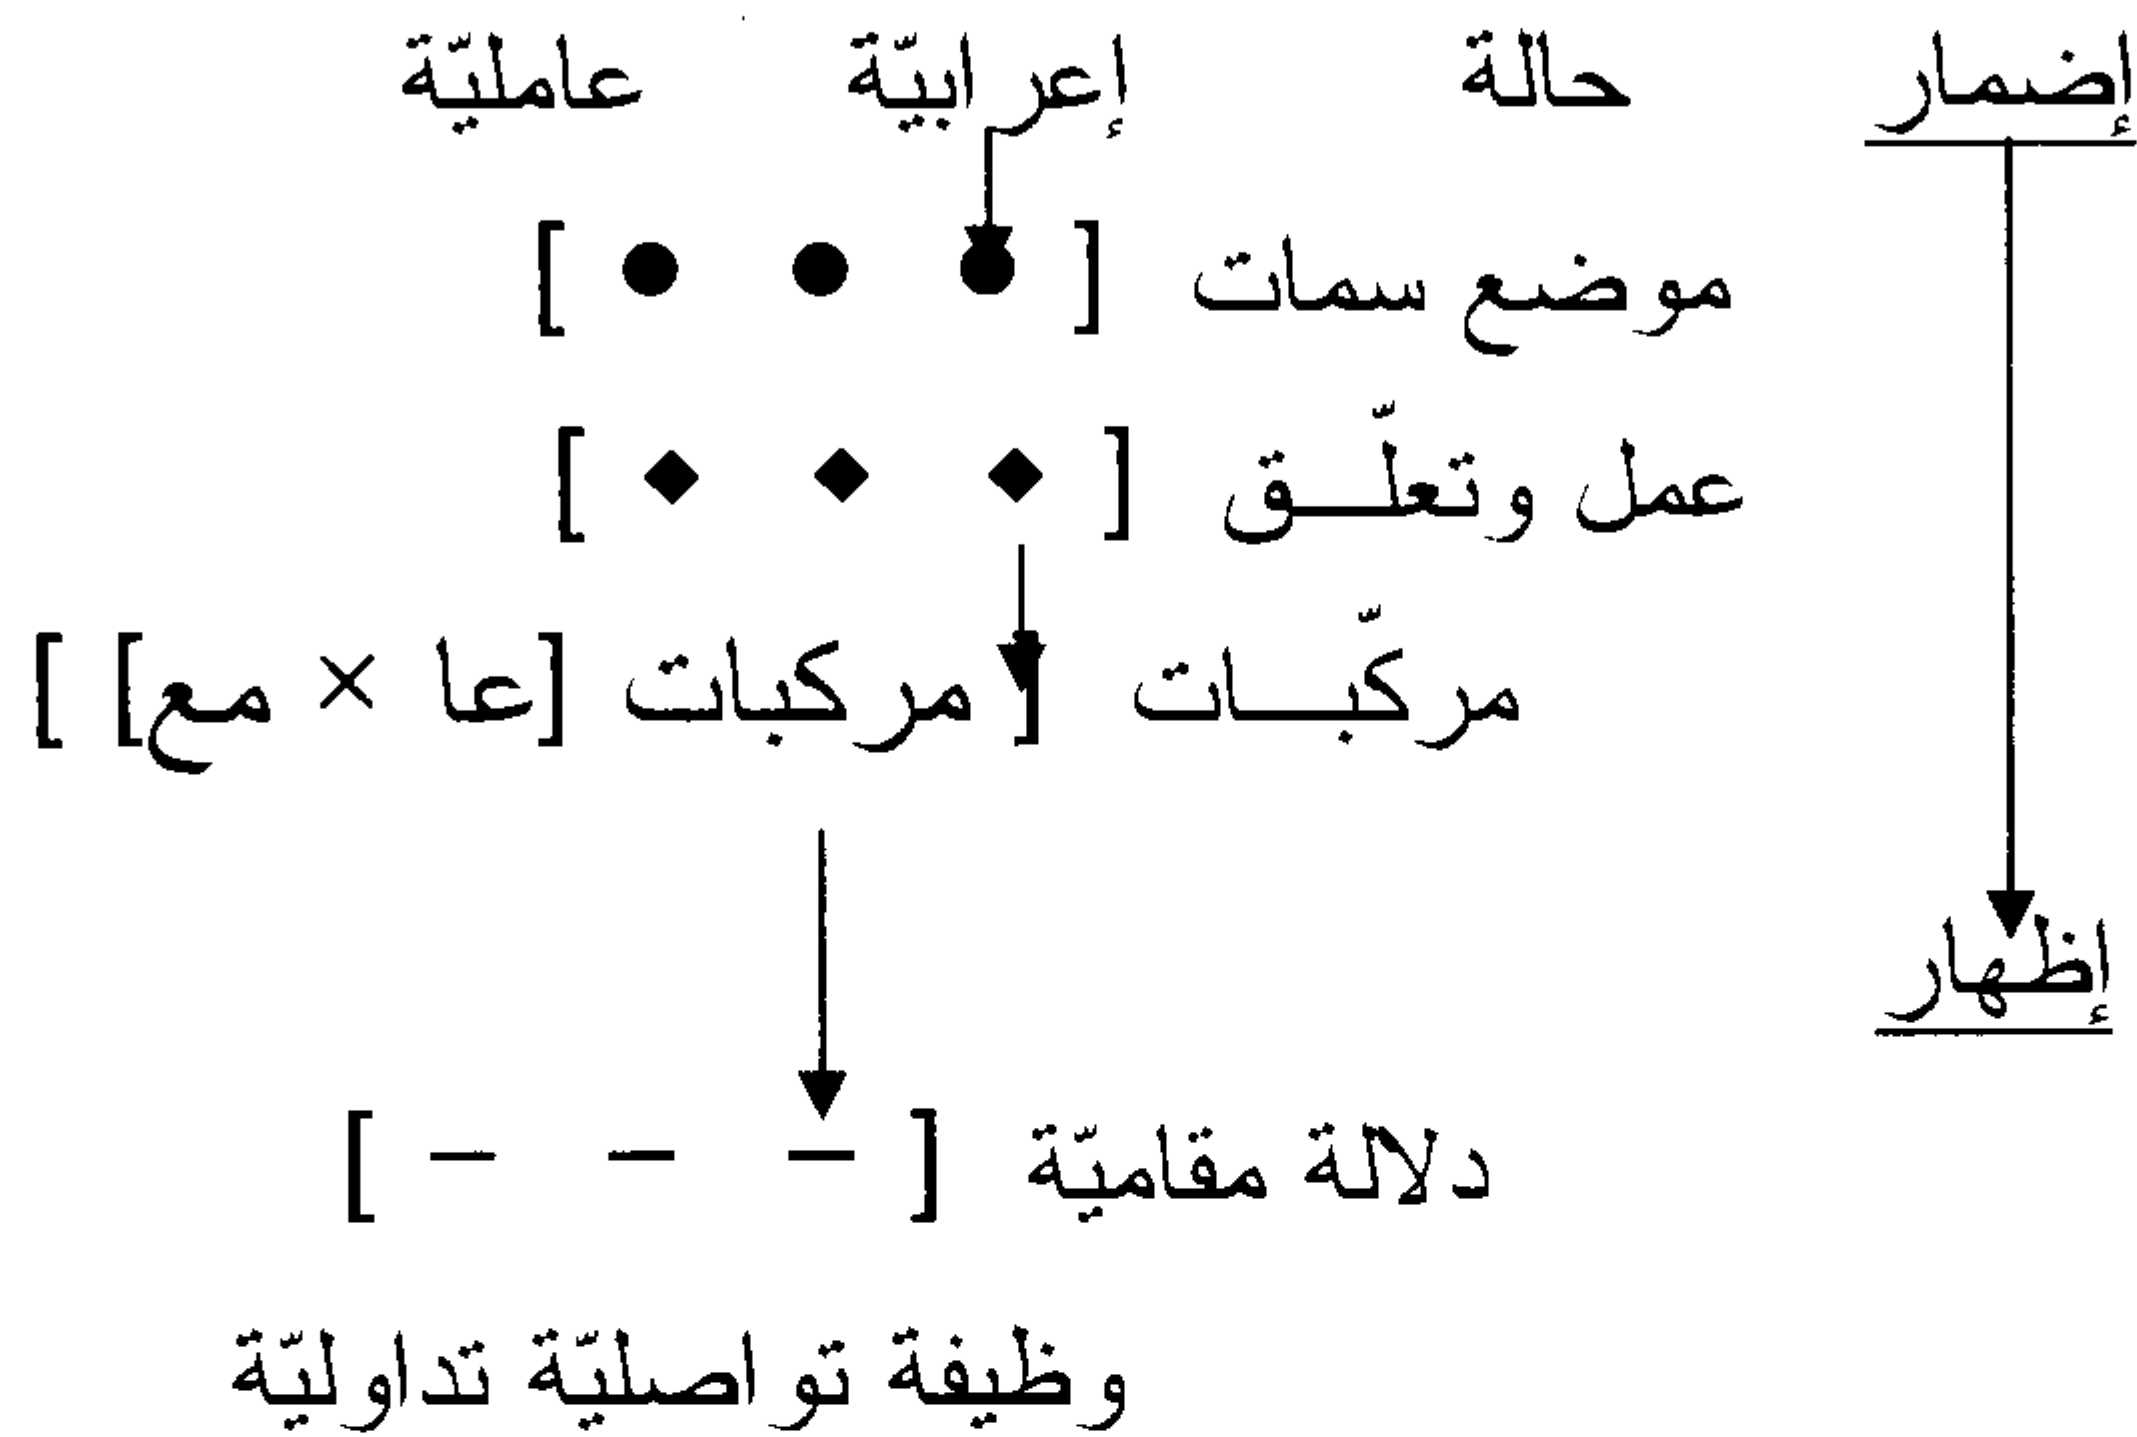 إضمار حالة إعرابيّة عامليّة
موضع سمات [ ● ● ● ]
عمل وتعلّــق [ ◆ ◆ ◆ ]
مركّبــات [ مركبات [عا × مع] ]
إظهار
دلالة مقاميّة [ – – – ]
وظيفة تواصليّة تداوليّة